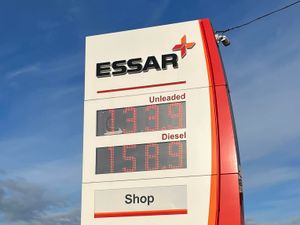 ESSAR
Unleaded
133.9
Diesel
158.9
Shop